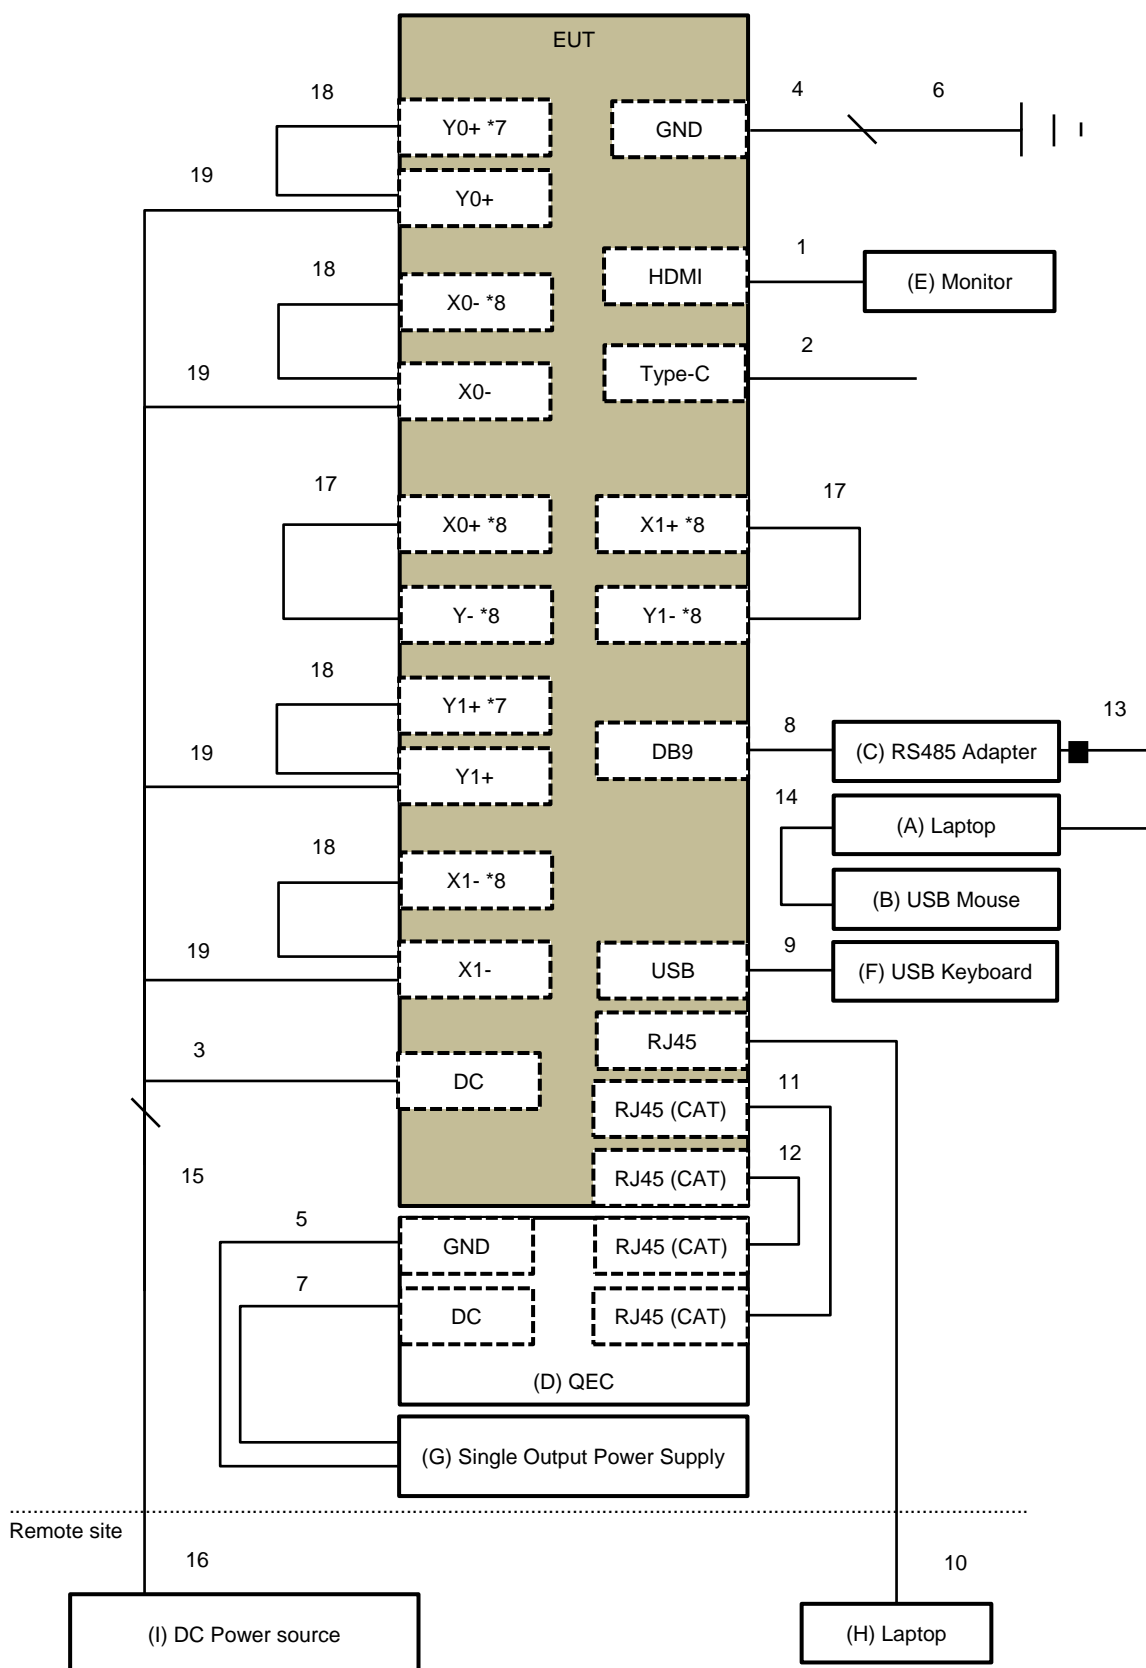 EUT
18
4
6
Y0+ *7
GND
19
Y0+
18
1
HDMI
(E) Monitor
X0- *8
19
2
Type-C
X0-
17
17
X0+ *8
X1+ *8
Y- *8
Y1- *8
18
Y1+ *7
13
8
19
DB9
(C) RS485 Adapter
Y1+
14
(A) Laptop
18
X1- *8
(B) USB Mouse
19
9
X1-
USB
(F) USB Keyboard
RJ45
3
DC
11
RJ45 (CAT)
12
15
RJ45 (CAT)
5
GND
RJ45 (CAT)
7
DC
RJ45 (CAT)
(D) QEC
(G) Single Output Power Supply
Remote site
16
10
(I) DC Power source
(H) Laptop